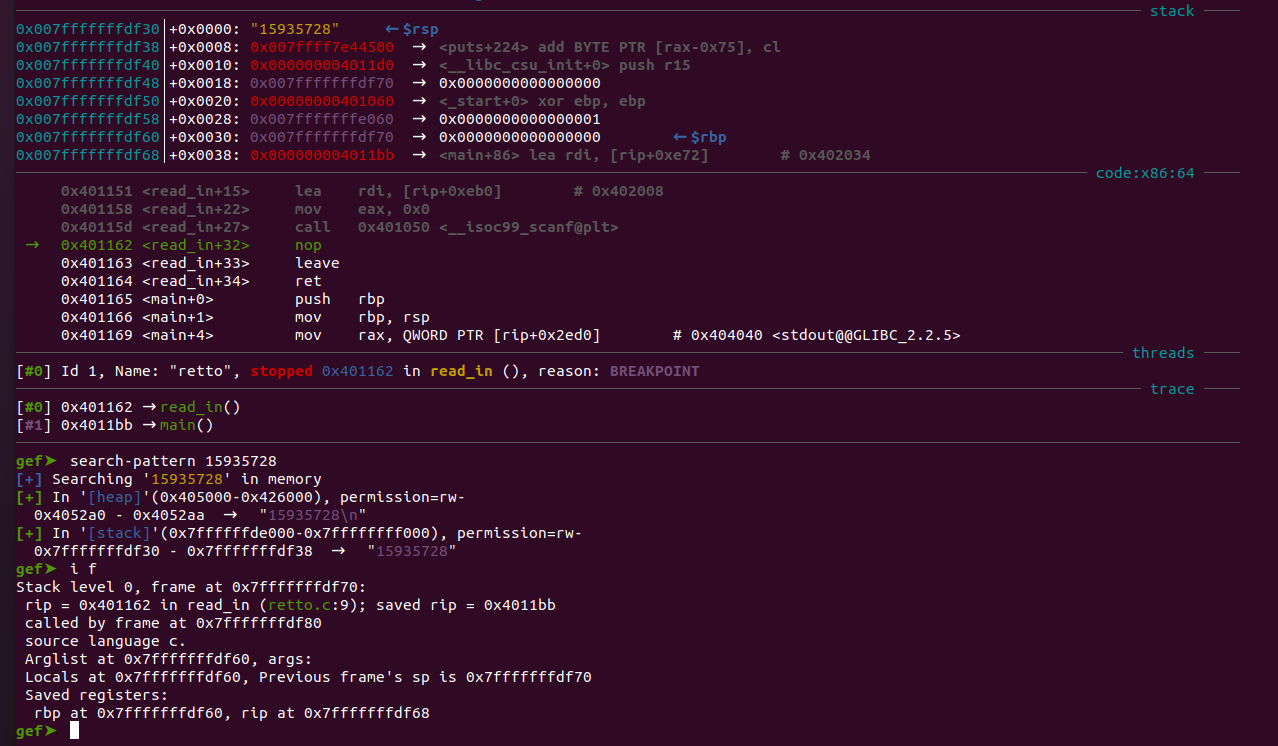 stack
0x007fffffffdf30│+0x0000: "15935728"	 ←$rsp
0x007fffffffdf38│+0x0008: 0x007ffff7e44500  →  <puts+224> add BYTE PTR [rax-0x75], cl
0x007fffffffdf40│+0x0010: 0x000000004011d0  →  <__libc_csu_init+0> push r15
0x007fffffffdf48│+0x0018: 0x007fffffffdf70  →  0x0000000000000000
0x007fffffffdf50│+0x0020: 0x00000000401060  →  <_start+0> xor ebp, ebp
0x007fffffffdf58│+0x0028: 0x007fffffffe060  →  0x0000000000000001
0x007fffffffdf60│+0x0030: 0x007fffffffdf70  →  0x0000000000000000	 ←$rbp
0x007fffffffdf68│+0x0038: 0x000000004011bb  →  <main+86> lea rdi, [rip+0xe72]        # 0x402034
code:x86:64
0x401151 <read_in+15>     lea    rdi, [rip+0xeb0]        # 0x402008
0x401158 <read_in+22>     mov    eax, 0x0
0x40115d <read_in+27>     call   0x401050 <__isoc99_scanf@plt>
→  0x401162 <read_in+32>     nop
0x401163 <read_in+33>     leave
0x401164 <read_in+34>     ret
0x401165 <main+0>         push   rbp
0x401166 <main+1>         mov    rbp, rsp
0x401169 <main+4>         mov    rax, QWORD PTR [rip+0x2ed0]        # 0x404040 <stdout@@GLIBC_2.2.5>
threads
[#0] Id 1, Name: "retto", stopped 0x401162 in read_in (), reason: BREAKPOINT
trace
[#0] 0x401162 →read_in()
[#1] 0x4011bb →main()
gef➤  search-pattern 15935728
[+] Searching '15935728' in memory
[+] In '[heap]'(0x405000-0x426000), permission=rw-
0x4052a0 - 0x4052aa  →   "15935728\n"
[+] In '[stack]'(0x7ffffffde000-0x7ffffffff000), permission=rw-
0x7fffffffdf30 - 0x7fffffffdf38  →   "15935728"
gef➤  i f
Stack level 0, frame at 0x7fffffffdf70:
rip = 0x401162 in read_in (retto.c:9); saved rip = 0x4011bb
called by frame at 0x7fffffffdf80
source language c.
Arglist at 0x7fffffffdf60, args:
Locals at 0x7fffffffdf60, Previous frame's sp is 0x7fffffffdf70
Saved registers:
rbp at 0x7fffffffdf60, rip at 0x7fffffffdf68
gef➤